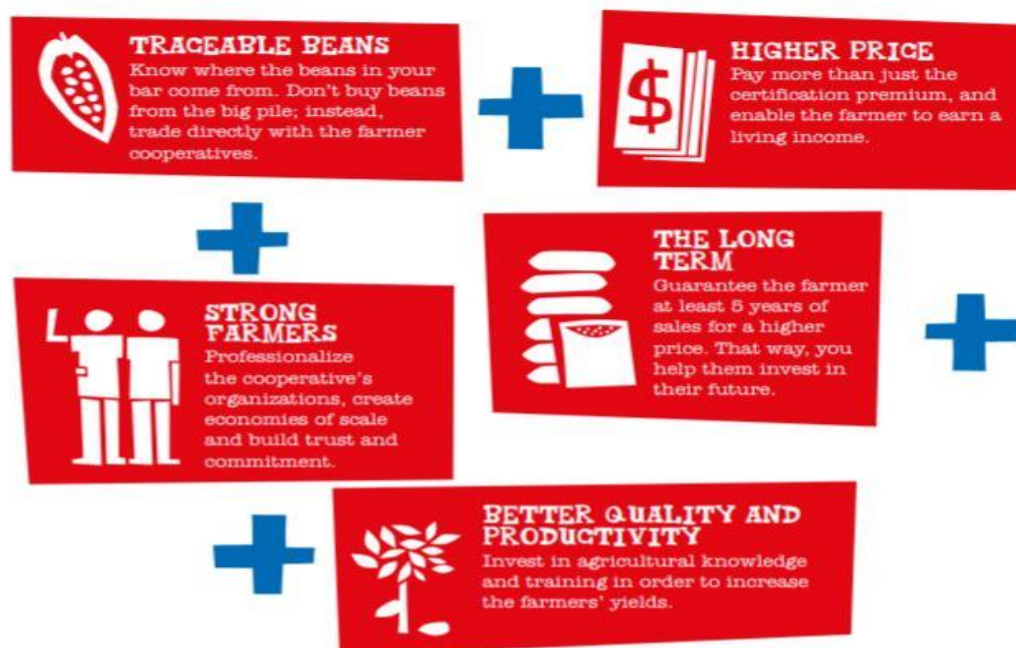 TRACEABLE BEANS
Know where the beans in your
bar come from. Don't buy beans
from the big pile; instead,
trade directly with the farmer
cooperatives.
HIGHER PRICE
Pay more than just the
certification premium, and
enable the farmer to earn a
living income.
STRONG
FARMERS
Professionalize
the cooperative's
organizations, create
economies of scale
and build trust and
commitment.
THE LONG
TERM
Guarantee the farmer
at least 5 years of
sales for a higher
price. That way, you
help them invest in
their future.
BETTER QUALITY AND
PRODUCTIVITY
Invest in agricultural knowledge
and training in order to increase
the farmers' yields.
$